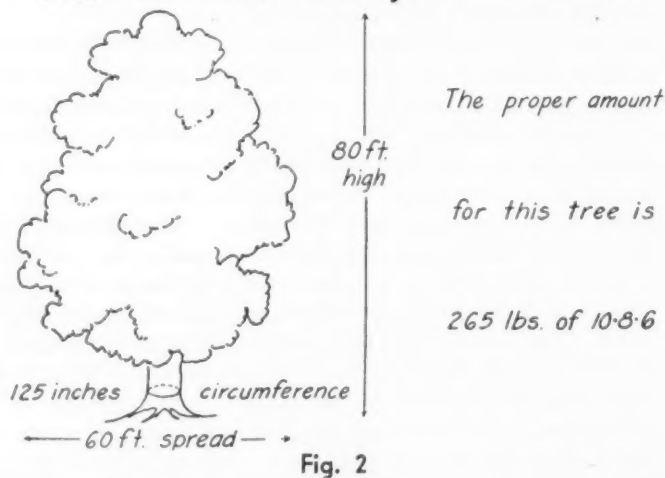 80 ft.
high
The proper amount
for this tree is
265 lbs. of 10-8-6
125 inches circumference
60 ft. spread
Fig. 2